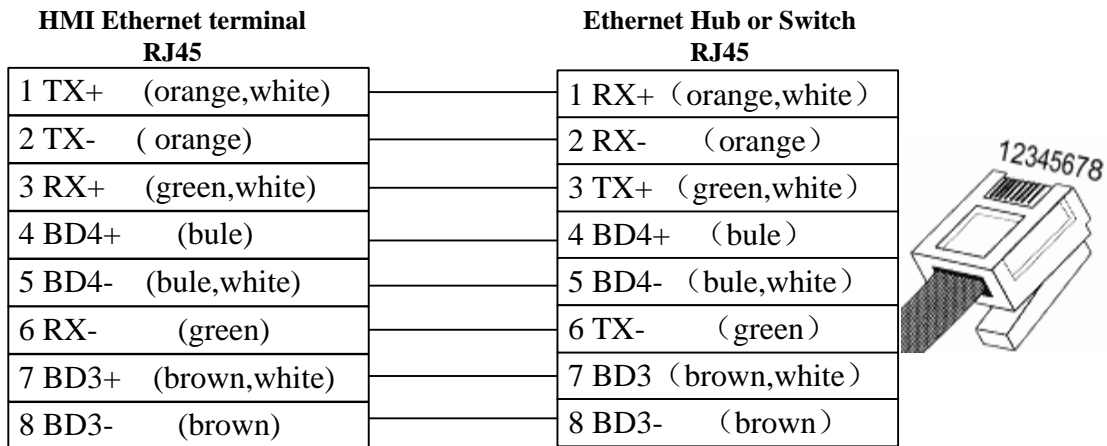 HMI Ethernet terminal
RJ45
1 TX+ (orange,white)
2 TX- ( orange)
3 RX+ (green,white)
4 BD4+ (bule)
5 BD4- (bule,white)
6 RX- (green)
7 BD3+ (brown,white)
8 BD3- (brown)
Ethernet Hub or Switch
RJ45
1 RX+（orange,white）
2 RX- （orange）
3 TX+（green,white）
4 BD4+ （bule）
5 BD4- （bule,white）
6 TX- （green）
7 BD3（brown,white）
8 BD3- （brown）
12345678